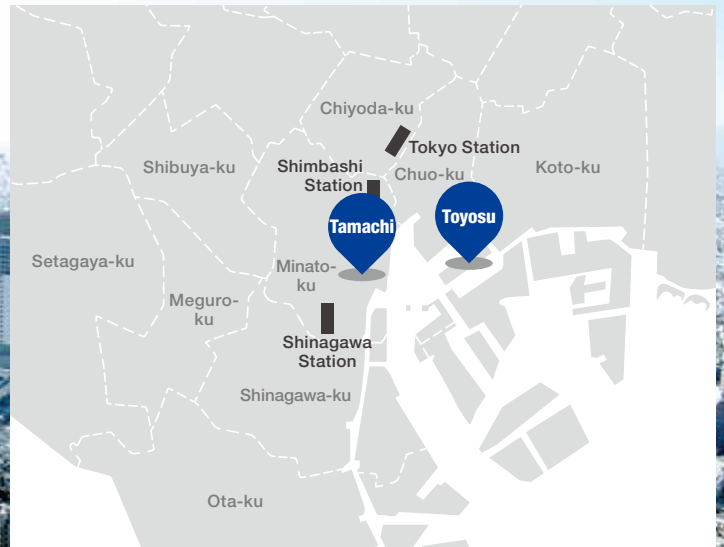 Chiyoda-ku
Tokyo Station
Shibuya-ku
Shimbashi
Station
Chuo-ku
Koto-ku
Tamachi
Toyosu
Setagaya-ku
Minato-
ku
Meguro-
ku
Shinagawa
Station
Shinagawa-ku
Ota-ku